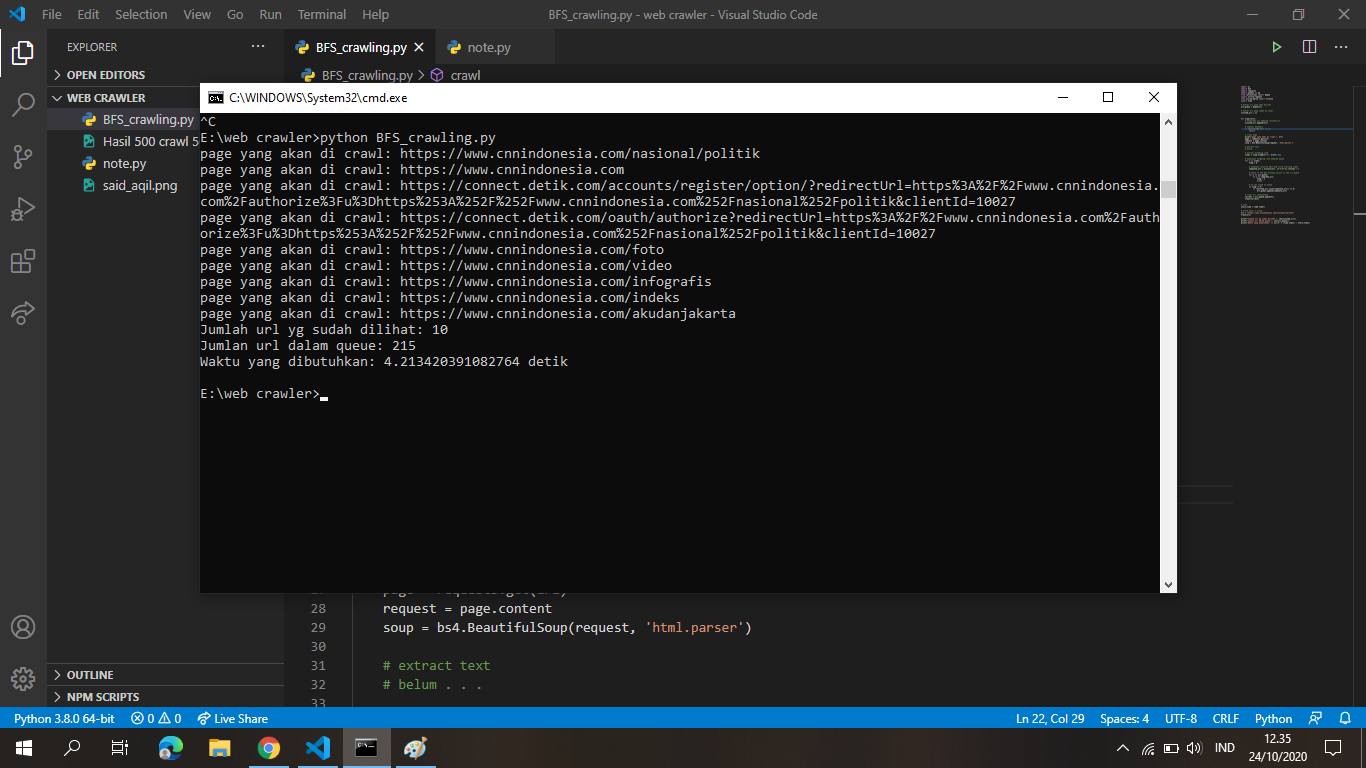 File Edit Selection View Go Run Terminal Help
BFS_crawling.py - web crawler - Visual Studio Code
EXPLORER
BFS_crawling.py
note.py
OPEN EDITORS
BFS_crawling.py > crawl
WEB CRAWLER
BFS_crawling.py
Hasil 500 crawl 5
note.py
said_aqil.png
C:\WINDOWS\System32\cmd.exe
^C
E:\web crawler>python BFS_crawling.py
page yang akan di crawl: https://www.cnnindonesia.com/nasional/politik
page yang akan di crawl: https://www.cnnindonesia.com
page yang akan di crawl: https://connect.detik.com/accounts/register/option/?redirectUrl=https%3A%2F%2Fwww.cnnindonesia.
com%2Fauthorize%3Fu%3Dhttps%253A%252F%252Fwww.cnnindonesia.com%252Fnasional%252Fpolitik&clientId=10027
page yang akan di crawl: https://connect.detik.com/oauth/authorize?redirectUrl=https%3A%2F%2Fwww.cnnindonesia.com%2Fauth
orize%3Fu%3Dhttps%253A%252F%252Fwww.cnnindonesia.com%252Fnasional%252Fpolitik&clientId=10027
page yang akan di crawl: https://www.cnnindonesia.com/foto
page yang akan di crawl: https://www.cnnindonesia.com/video
page yang akan di crawl: https://www.cnnindonesia.com/infografis
page yang akan di crawl: https://www.cnnindonesia.com/indeks
page yang akan di crawl: https://www.cnnindonesia.com/akudanjakarta
Jumlah url yg sudah dilihat: 10
Jumlan url dalam queue: 215
Waktu yang dibutuhkan: 4.213420391082764 detik
E:\web crawler>
28 request = page.content
29 soup = bs4.BeautifulSoup(request, 'html.parser')
30
31 # extract text
32 # belum . . .
33
OUTLINE
NPM SCRIPTS
Python 3.8.0 64-bit 0 0 Live Share
Ln 22, Col 29 Spaces: 4 UTF-8 CRLF Python
IND
12.35
24/10/2020